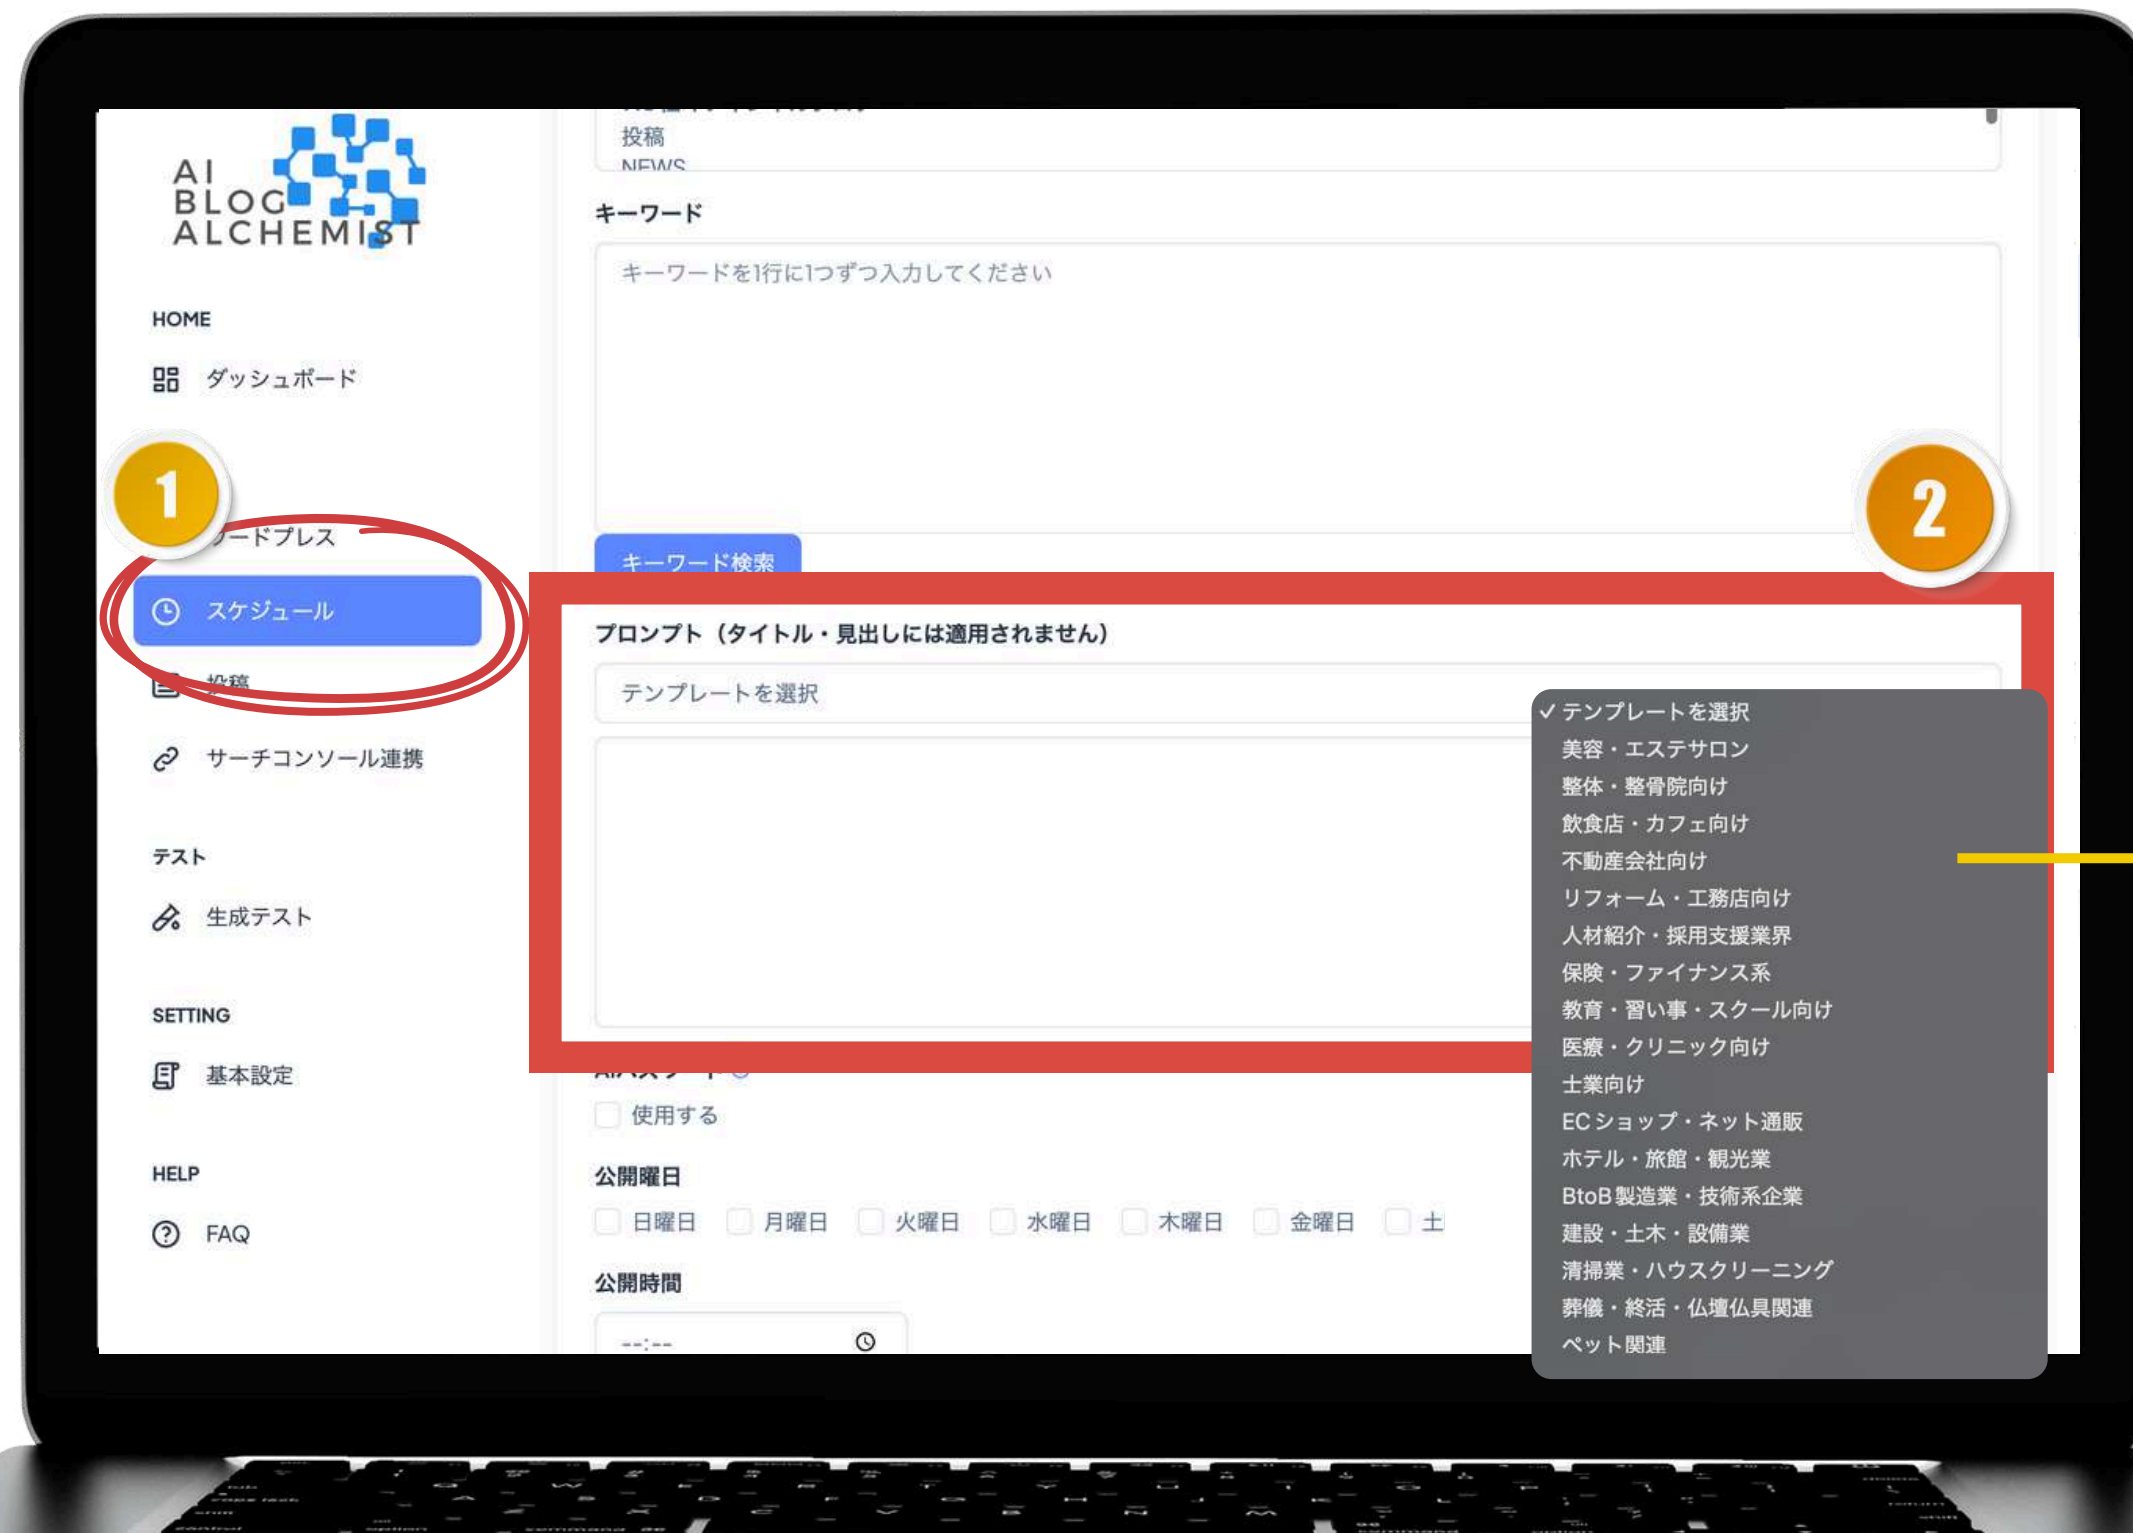 AI
BLOG
ALCHEMIST
HOME
ダッシュボード
1
ードプレス
スケジュール
投稿
サーチコンソール連携
テスト
生成テスト
SETTING
基本設定
HELP
FAQ
投稿
NEWS
キーワード
キーワードを1行に1つずつ入力してください
キーワード検索
2
プロンプト（タイトル・見出しには適用されません）
テンプレートを選択
✓ テンプレートを選択
美容・エステサロン
整体・整骨院向け
飲食店・カフェ向け
不動産会社向け
リフォーム・工務店向け
人材紹介・採用支援業界
保険・ファイナンス系
教育・習い事・スクール向け
医療・クリニック向け
士業向け
ECショップ・ネット通販
ホテル・旅館・観光業
BtoB製造業・技術系企業
建設・土木・設備業
清掃業・ハウスクリーニング
葬儀・終活・仏壇仏具関連
ペット関連
使用する
公開曜日
日曜日 月曜日 火曜日 水曜日 木曜日 金曜日 土
公開時間
--:--